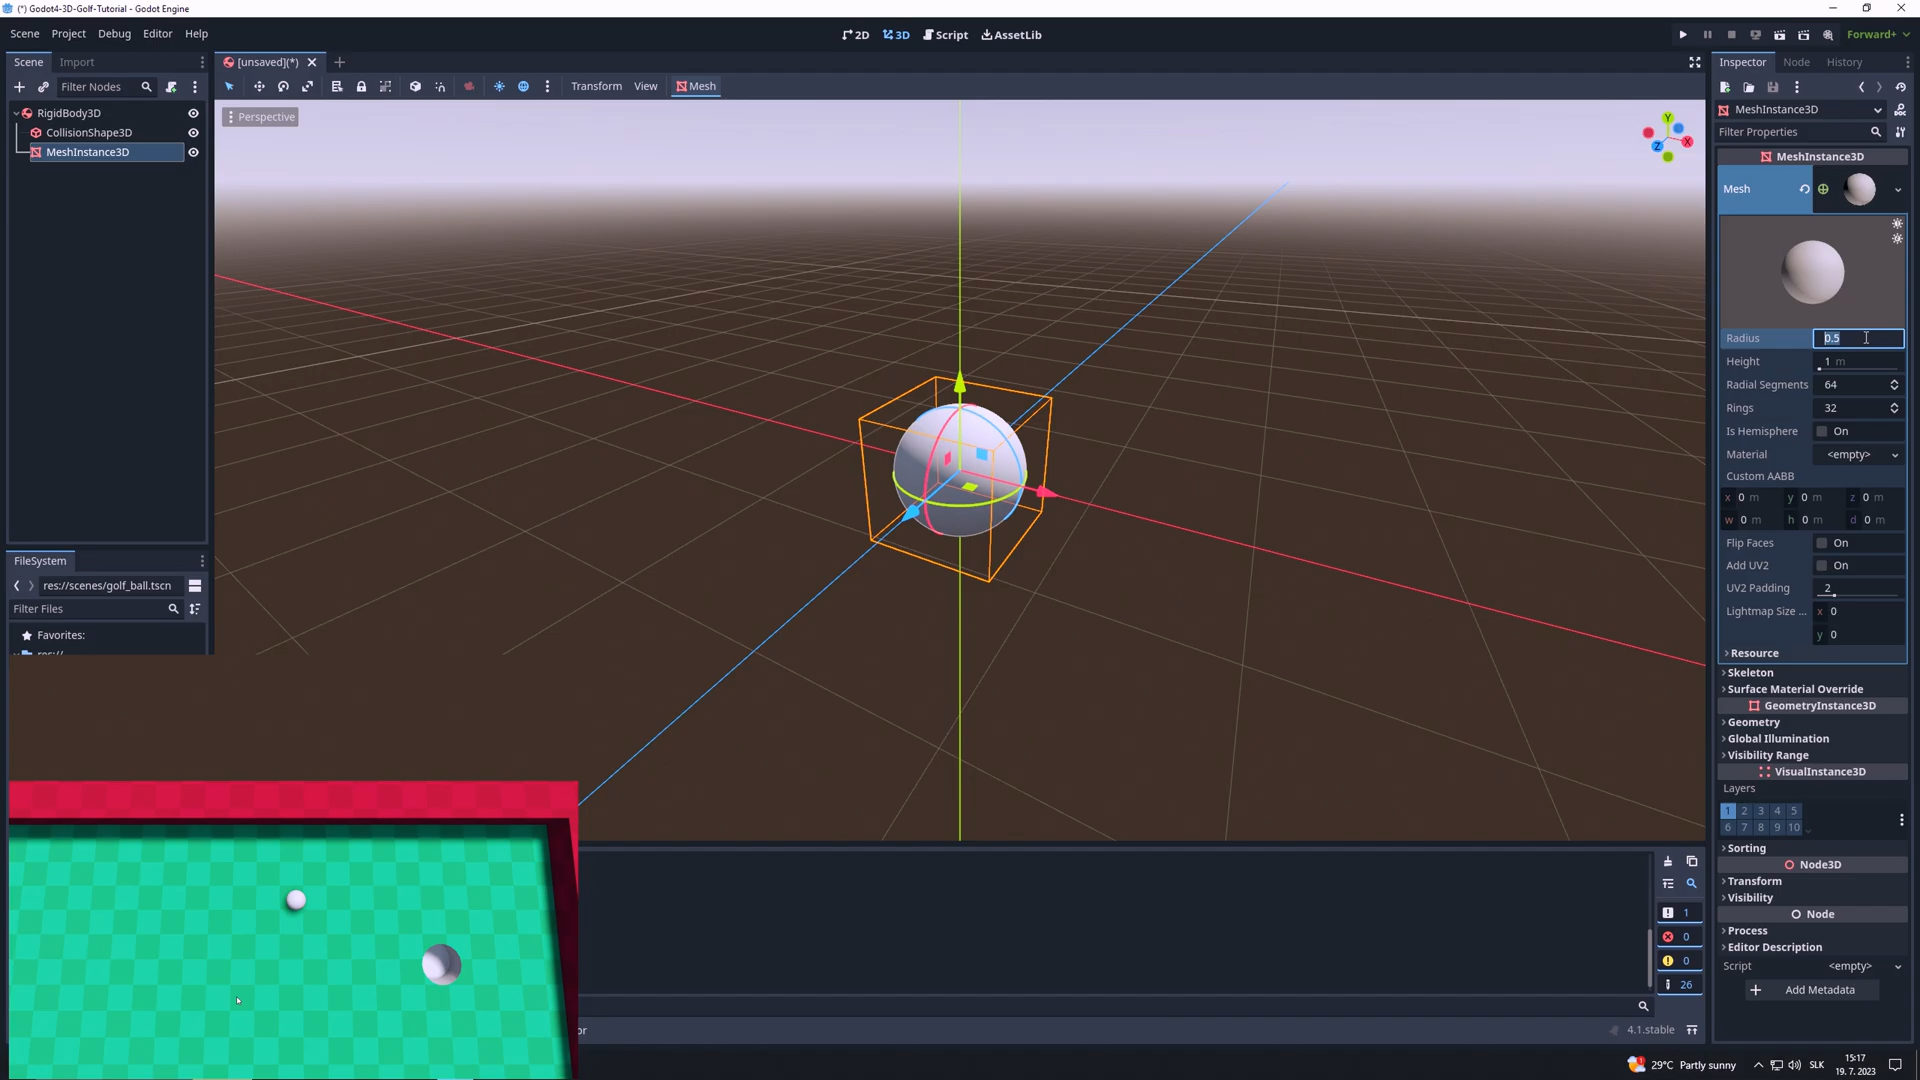 (*) Godot4-3D-Golf-Tutorial - Godot Engine
Scene Project Debug Editor Help
2D 3D Script AssetLib
Forward+
Scene Import
[unsaved](*)
Inspector Node History
Filter Nodes
Transform View Mesh
RigidBody3D
CollisionShape3D
MeshInstance3D
Perspective
Y
X
Z
MeshInstance3D
Filter Properties
MeshInstance3D
Mesh
Radius 0.5
Height 1 m
Radial Segments 64
Rings 32
Is Hemisphere On
Material <empty>
Custom AABB
x 0 m y 0 m z 0 m
w 0 m h 0 m d 0 m
Flip Faces On
Add UV2 On
UV2 Padding 2
Lightmap Size ... x 0
y 0
Resource
Skeleton
Surface Material Override
GeometryInstance3D
Geometry
Global Illumination
Visibility Range
VisualInstance3D
Layers
1 2 3 4 5
6 7 8 9 10
Sorting
Node3D
Transform
Visibility
Node
Process
Editor Description
Script <empty>
Add Metadata
FileSystem
res://scenes/golf_ball.tscn
Filter Files
Favorites:
res://
1
0
0
26
or
4.1.stable
29°C Partly sunny
SLK
15:17
19. 7. 2023